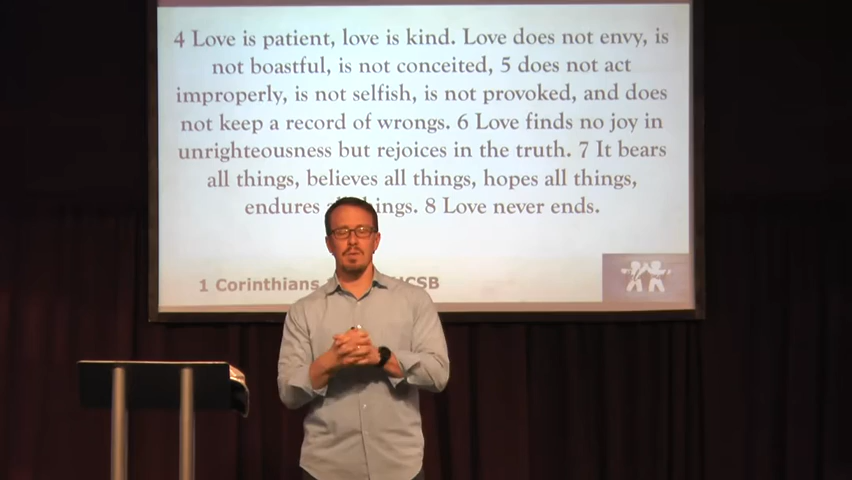 4 Love is patient, love is kind. Love does not envy, is
not boastful, is not conceited, 5 does not act
improperly, is not selfish, is not provoked, and does
not keep a record of wrongs. 6 Love finds no joy in
unrighteousness but rejoices in the truth. 7 It bears
all things, believes all things, hopes all things,
endures things. 8 Love never ends.
1 Corinthians HCSB